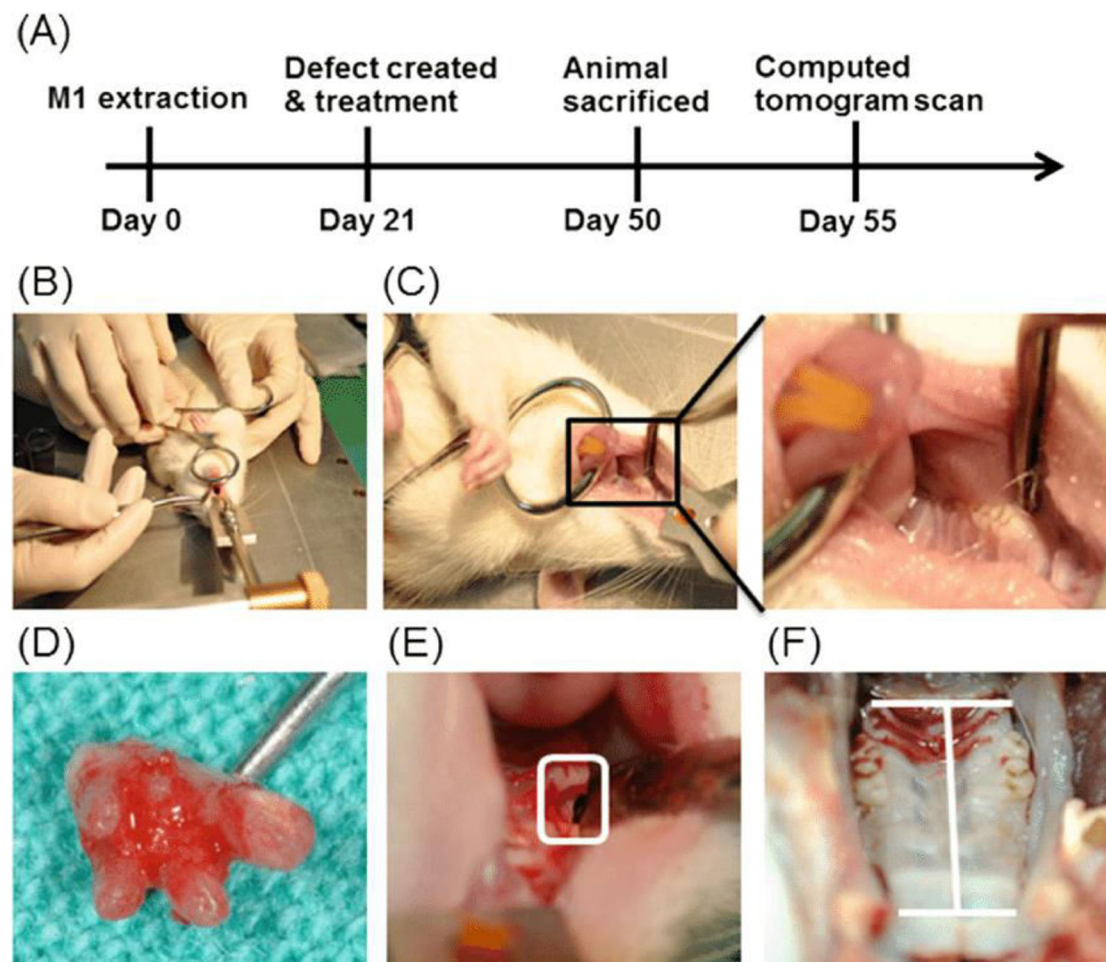 (A)
M1 extraction
Defect created
& treatment
Animal
sacrificed
Computed
tomogram scan
Day 0
Day 21
Day 50
Day 55
(B)
(C)
(D)
(E)
(F)